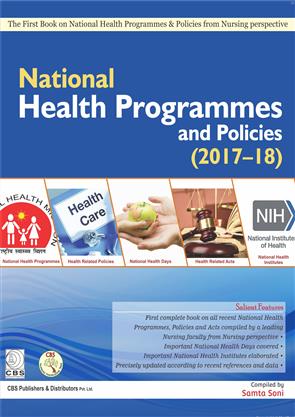 The First Book on National Health Programmes & Policies from Nursing perspective
National
Health Programmes
and Policies
(2017–18)
Health
Care
NIH
National Institutes
of Health
राष्ट्रीय स्वास्थ्य मिशन
National Health Programmes
Health Related Policies
National Health Days
Health Related Acts
National Health
Institutes
Salient Features
First complete book on all recent National Health
Programmes, Policies and Acts compiled by a leading
Nursing faculty from Nursing perspective •
Important National Health Days covered •
Important National Health Institutes elaborated •
Precisely updated according to recent references and data •
CBS
CBS
CBS Publishers & Distributors Pvt. Ltd.
Compiled by
Samta Soni